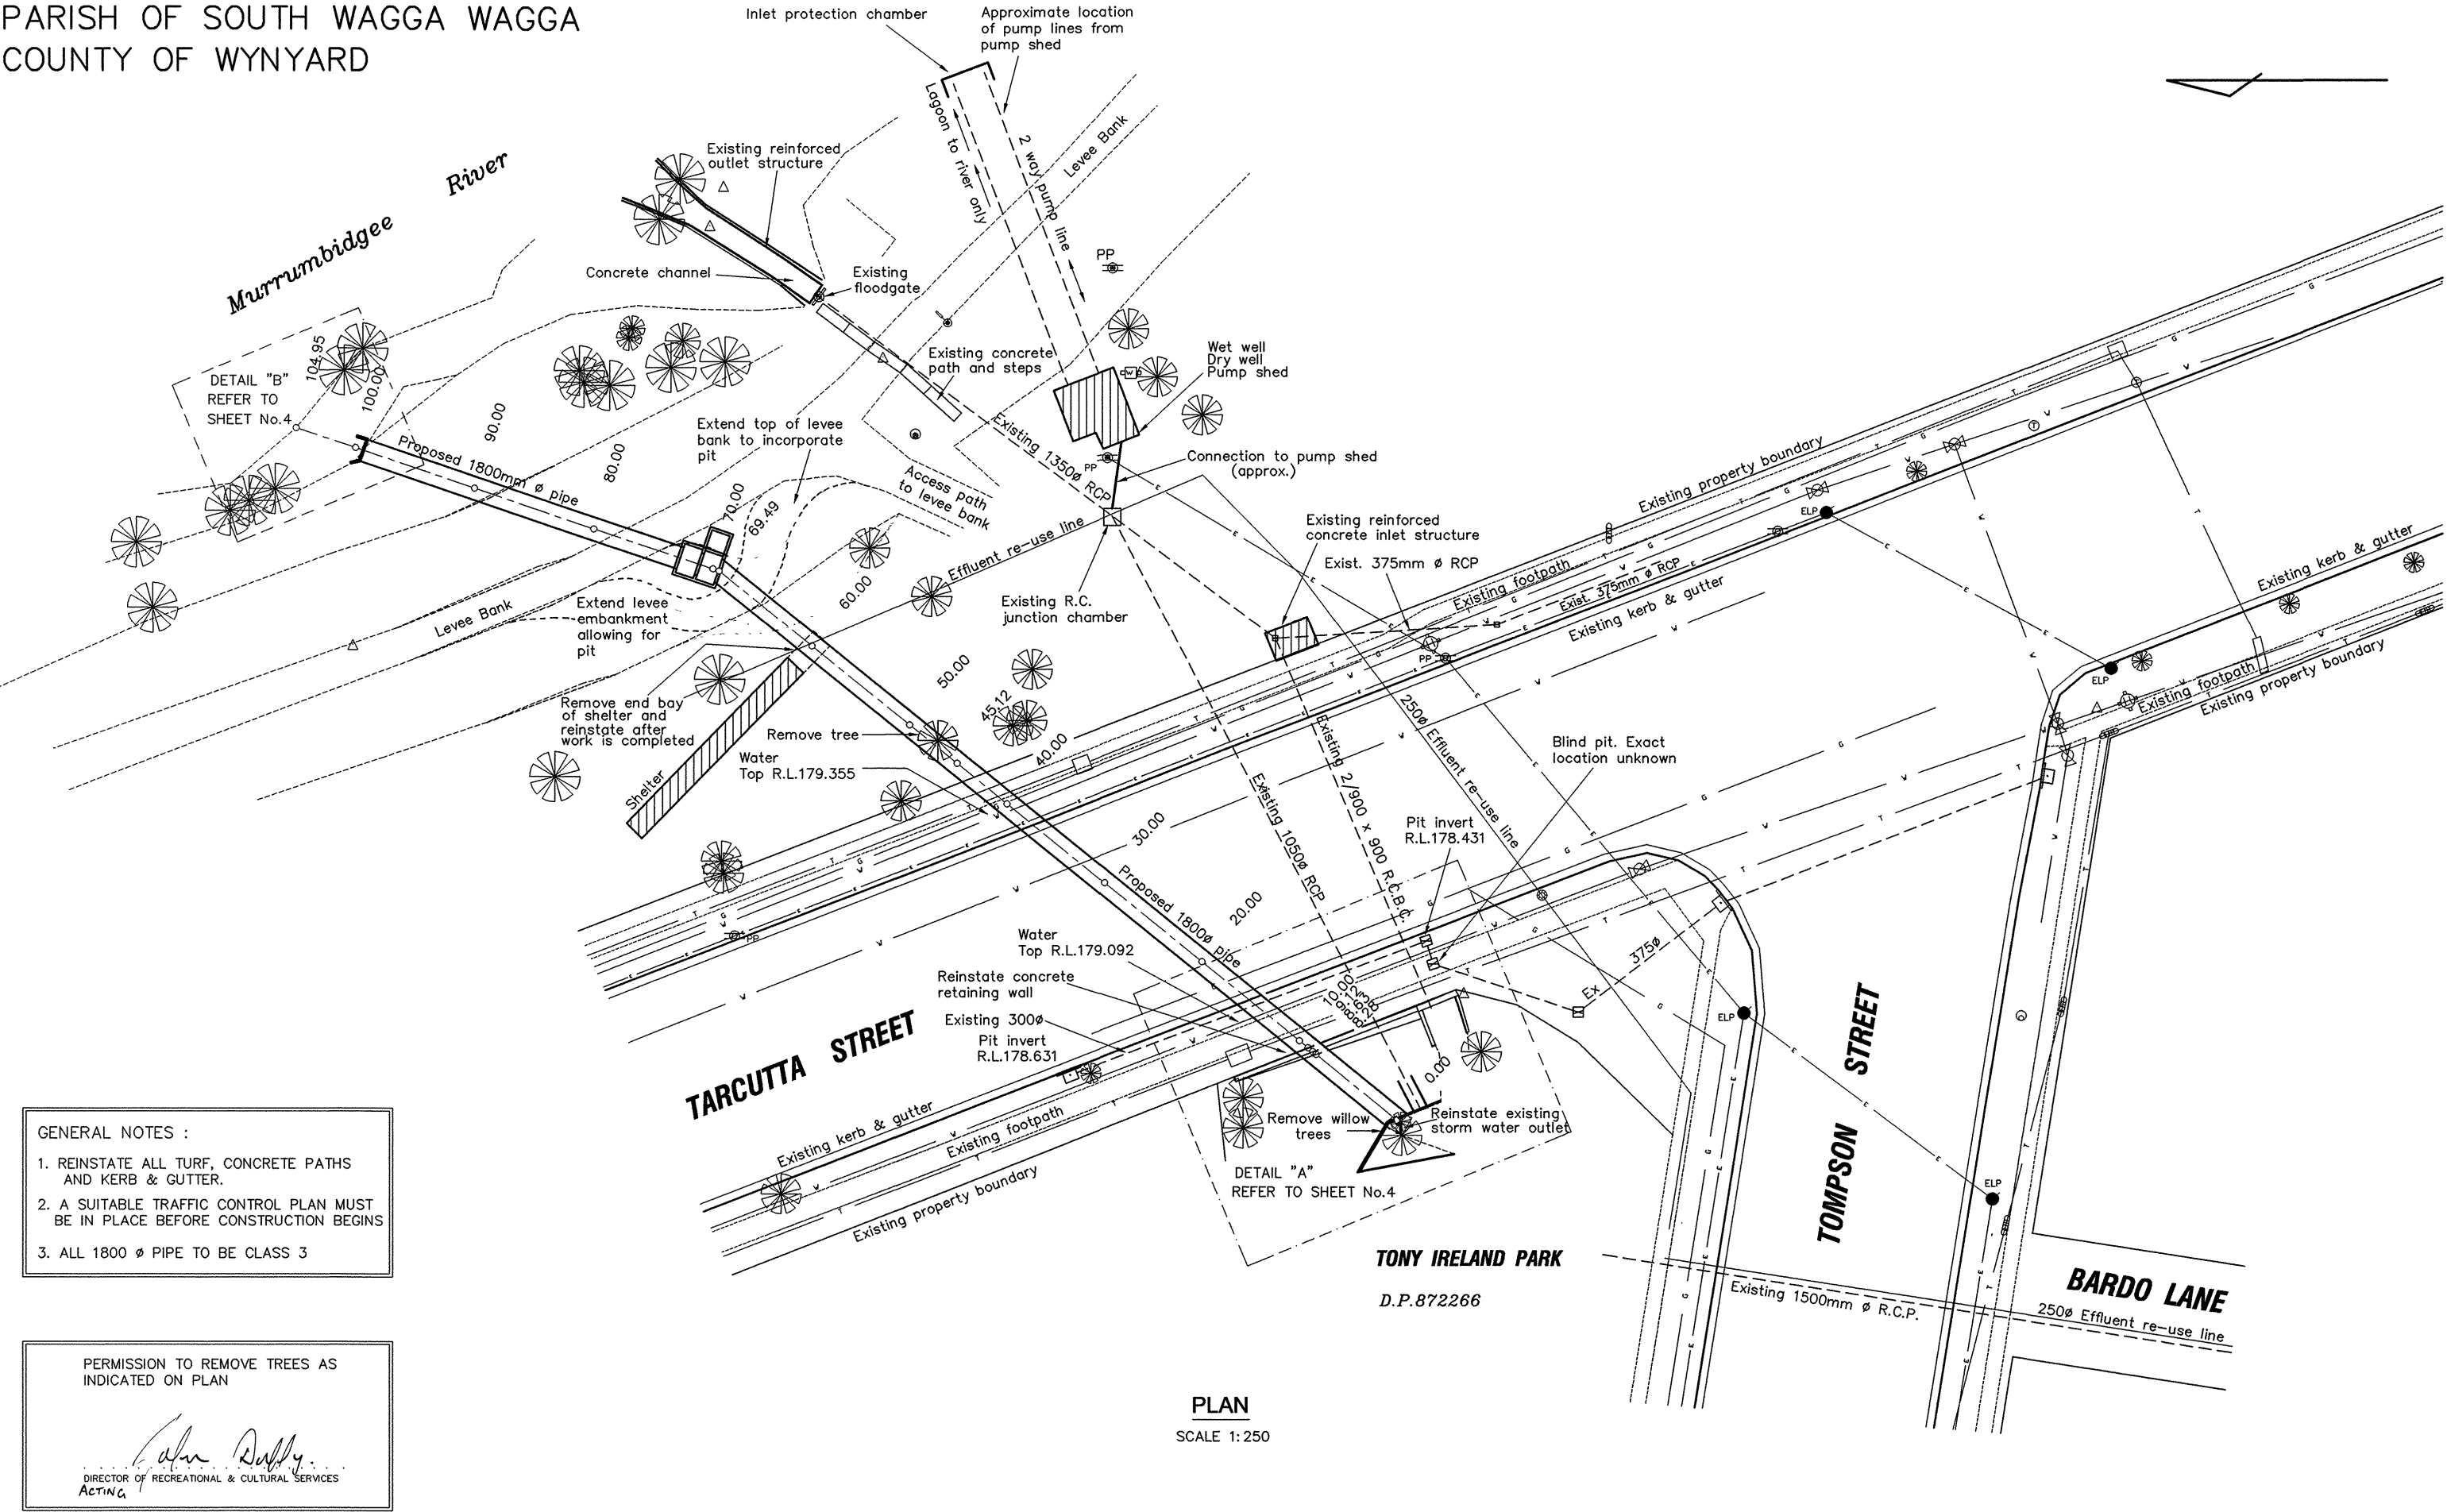 PARISH OF SOUTH WAGGA WAGGA
COUNTY OF WYNYARD
Inlet protection chamber
Approximate location
of pump lines from
pump shed
Murrumbidgee River
Existing reinforced
outlet structure
Lagoon to river only
2 way pump line
Levee Bank
Concrete channel
Existing
floodgate
PP
Existing concrete
path and steps
Wet well
Dry well
Pump shed
W
DETAIL "B"
REFER TO
SHEET No.4
104.95
100.00
90.00
80.00
70.00
69.49
60.00
50.00
45.12
40.00
30.00
20.00
10.00
0.00
Proposed 1800mm ø pipe
Extend top of levee
bank to incorporate
pit
Access path
to levee bank
Existing 1350ø RCP
PP
Connection to pump shed
(approx.)
Effluent re-use line
Existing R.C.
junction chamber
Existing reinforced
concrete inlet structure
Exist. 375mm ø RCP
Existing property boundary
Existing footpath
Exist. 375mm ø RCP
Existing kerb & gutter
ELP
PP
Existing kerb & gutter
ELP
Existing footpath
Existing property boundary
Levee Bank
Extend levee
embankment
allowing for
pit
Remove end bay
of shelter and
reinstate after
work is completed
Shelter
Remove tree
Water
Top R.L.179.355
PP
Existing 1050ø RCP
Existing 2/900 x 900 R.C.B.C.
250ø Effluent re-use line
Blind pit. Exact
location unknown
Pit invert
R.L.178.431
Proposed 1800ø pipe
Water
Top R.L.179.092
Reinstate concrete
retaining wall
Existing 300ø
Pit invert
R.L.178.631
375ø
Ex
ELP
TARCUTTA STREET
Existing kerb & gutter
Existing footpath
Existing property boundary
Remove willow
trees
Reinstate existing
storm water outlet
DETAIL "A"
REFER TO SHEET No.4
TOMPSON STREET
ELP
TONY IRELAND PARK
D.P.872266
BARDO LANE
Existing 1500mm ø R.C.P.
250ø Effluent re-use line
GENERAL NOTES :
1. REINSTATE ALL TURF, CONCRETE PATHS
AND KERB & GUTTER.
2. A SUITABLE TRAFFIC CONTROL PLAN MUST
BE IN PLACE BEFORE CONSTRUCTION BEGINS
3. ALL 1800 ø PIPE TO BE CLASS 3
PERMISSION TO REMOVE TREES AS
INDICATED ON PLAN
DIRECTOR OF RECREATIONAL & CULTURAL SERVICES
ACTING
PLAN
SCALE 1:250